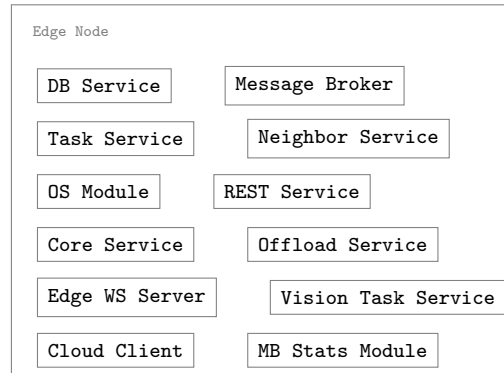 Edge Node
DB Service Message Broker
Task Service Neighbor Service
OS Module REST Service
Core Service Offload Service
Edge WS Server Vision Task Service
Cloud Client MB Stats Module